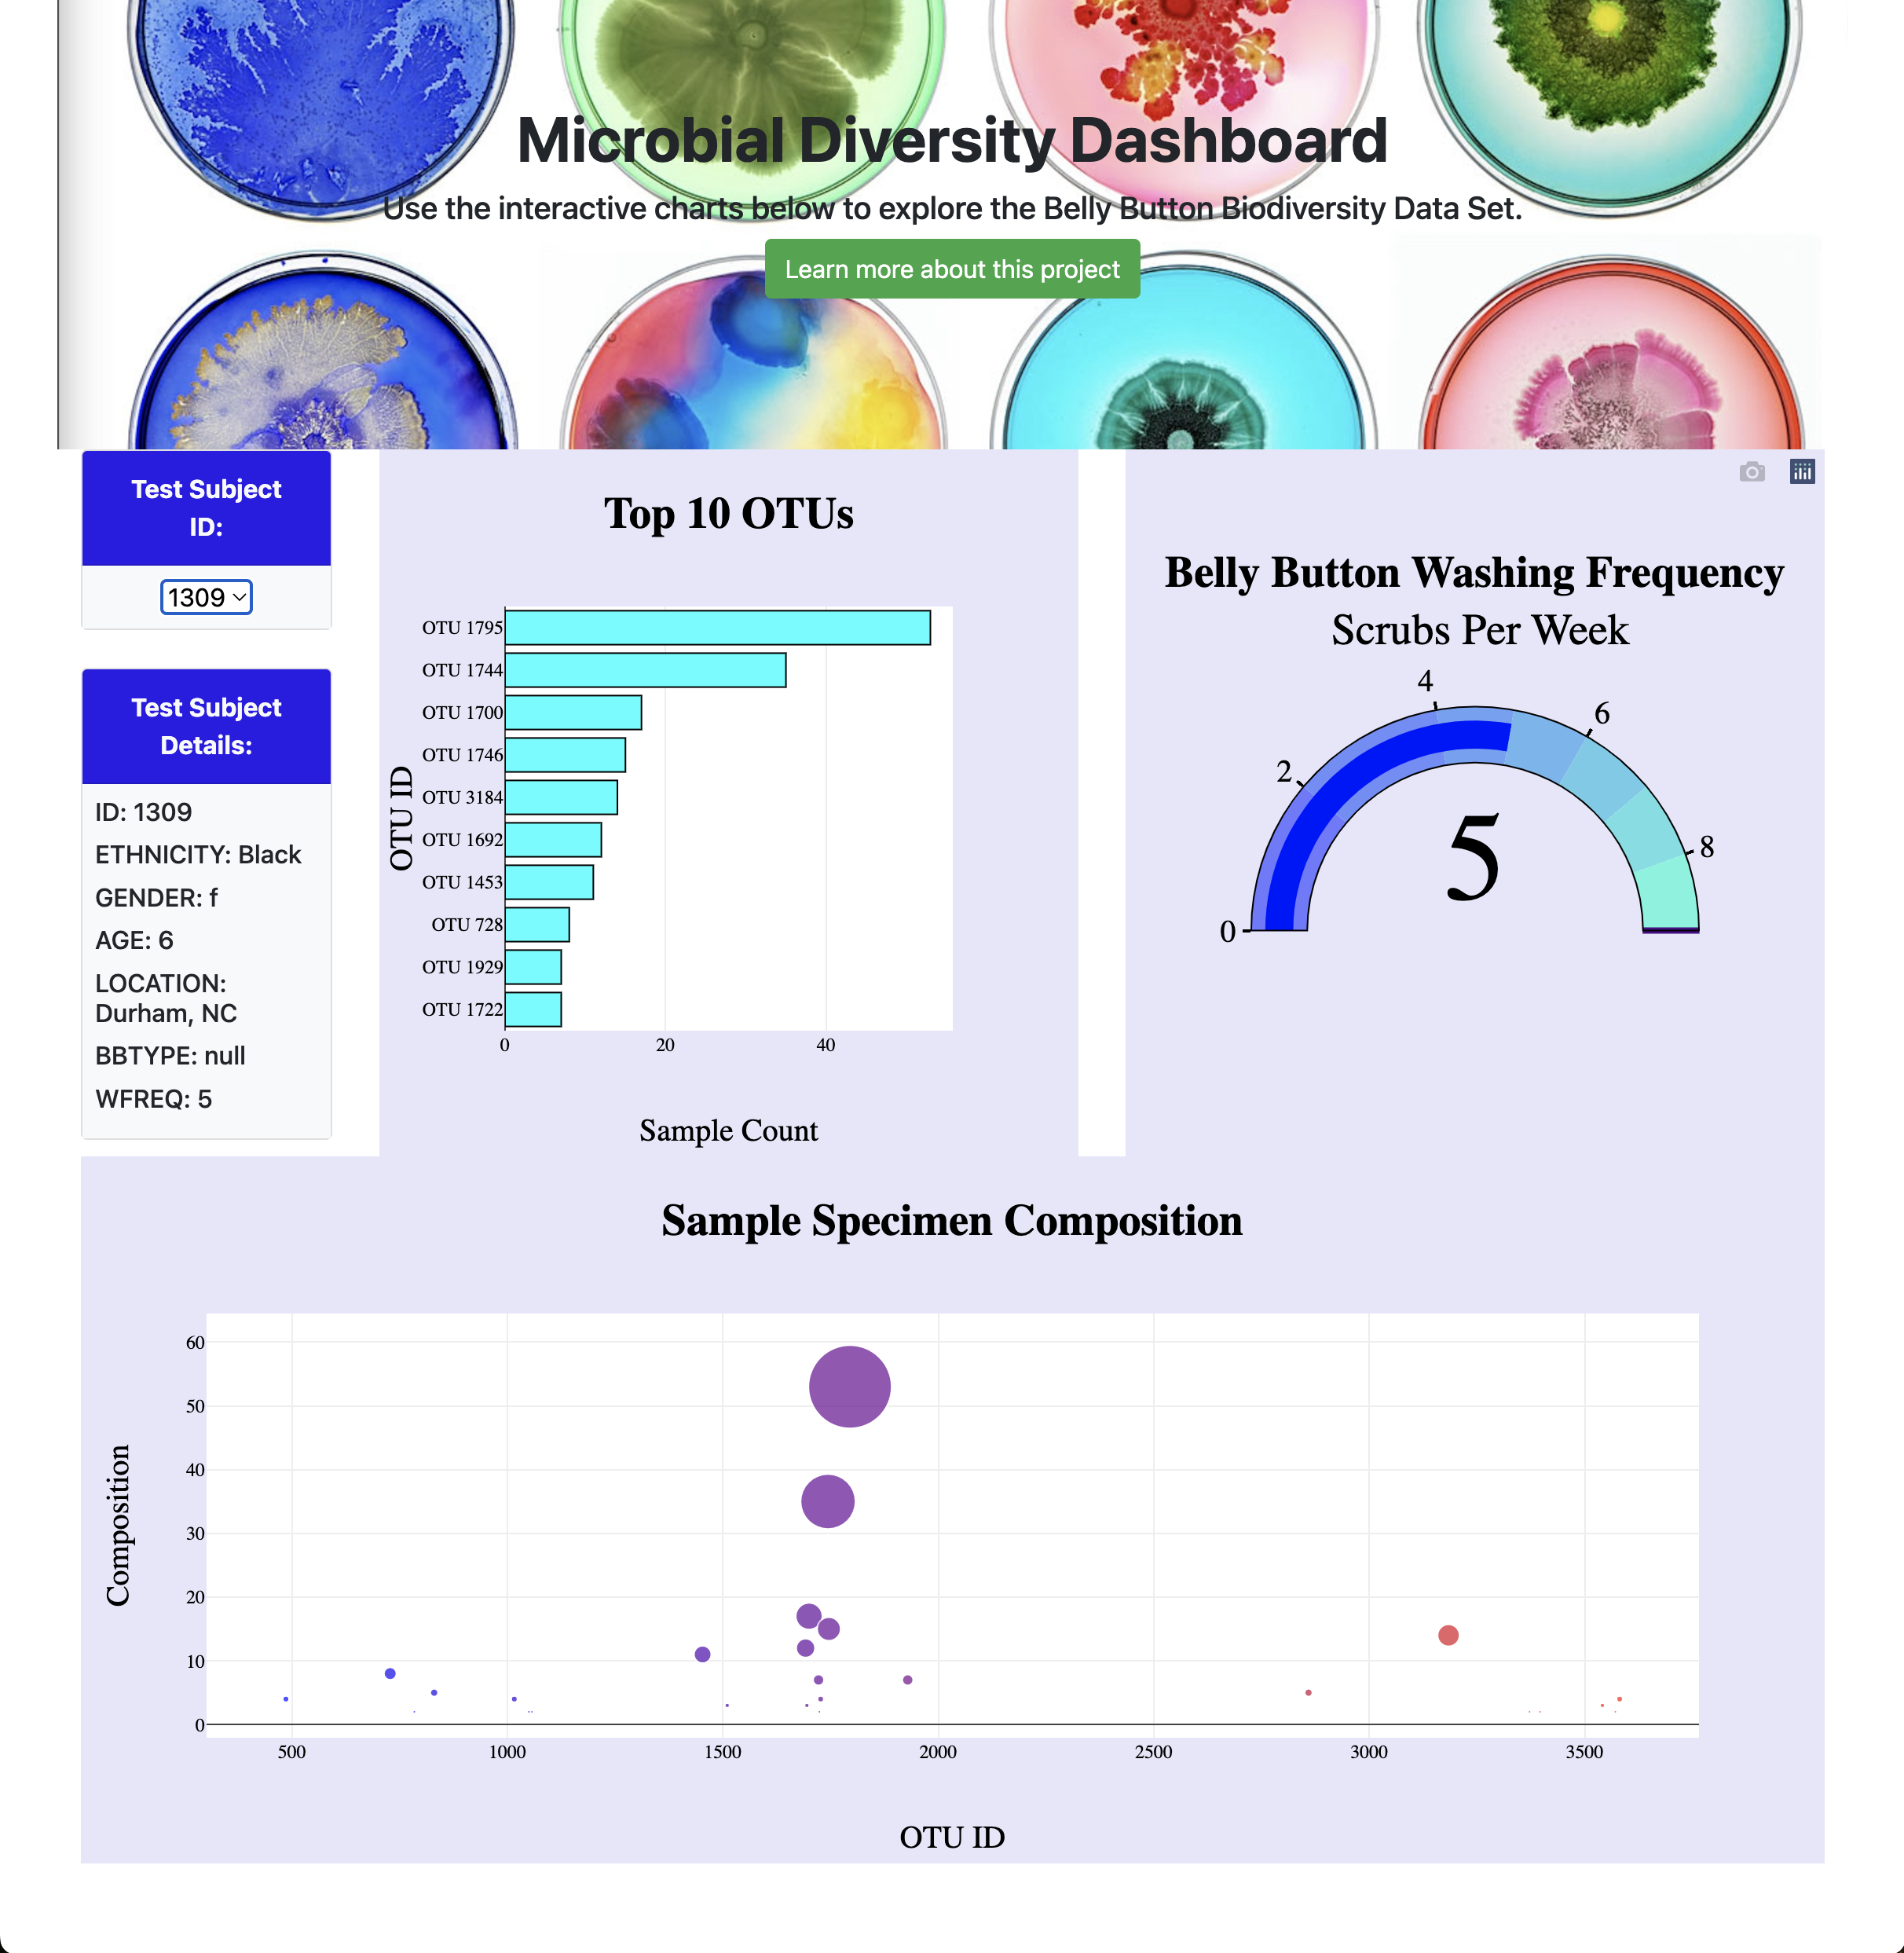 Microbial Diversity Dashboard
Use the interactive charts below to explore the Belly Button Biodiversity Data Set.
Learn more about this project
Test Subject
ID:
1309
Test Subject
Details:
ID: 1309
ETHNICITY: Black
GENDER: f
AGE: 6
LOCATION:
Durham, NC
BBTYPE: null
WFREQ: 5
Top 10 OTUs
OTU ID
OTU 1795
OTU 1744
OTU 1700
OTU 1746
OTU 3184
OTU 1692
OTU 1453
OTU 728
OTU 1929
OTU 1722
0 20 40
Sample Count
Belly Button Washing Frequency
Scrubs Per Week
0
2
4
6
8
5
Sample Specimen Composition
Composition
60
50
40
30
20
10
0
500 1000 1500 2000 2500 3000 3500
OTU ID